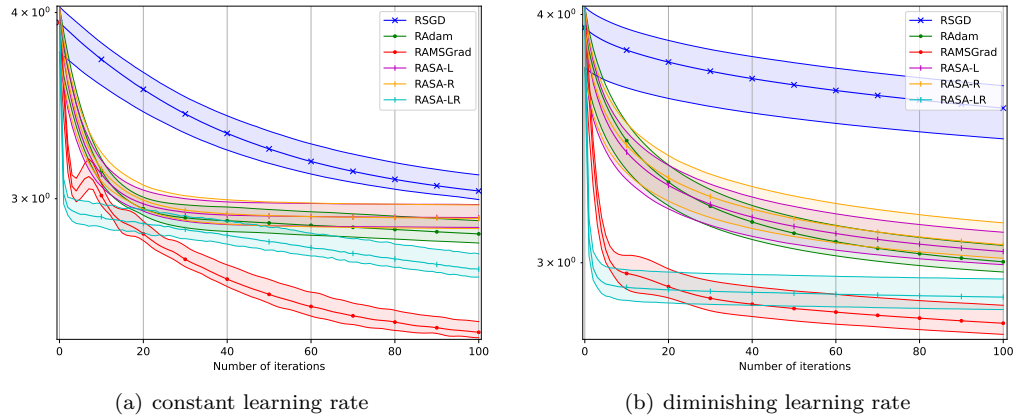 4 × 10⁰
3 × 10⁰
RSGD
RAdam
RAMSGrad
RASA-L
RASA-R
RASA-LR
0 20 40 60 80 100
Number of iterations
(a) constant learning rate
4 × 10⁰
3 × 10⁰
RSGD
RAdam
RAMSGrad
RASA-L
RASA-R
RASA-LR
0 20 40 60 80 100
Number of iterations
(b) diminishing learning rate